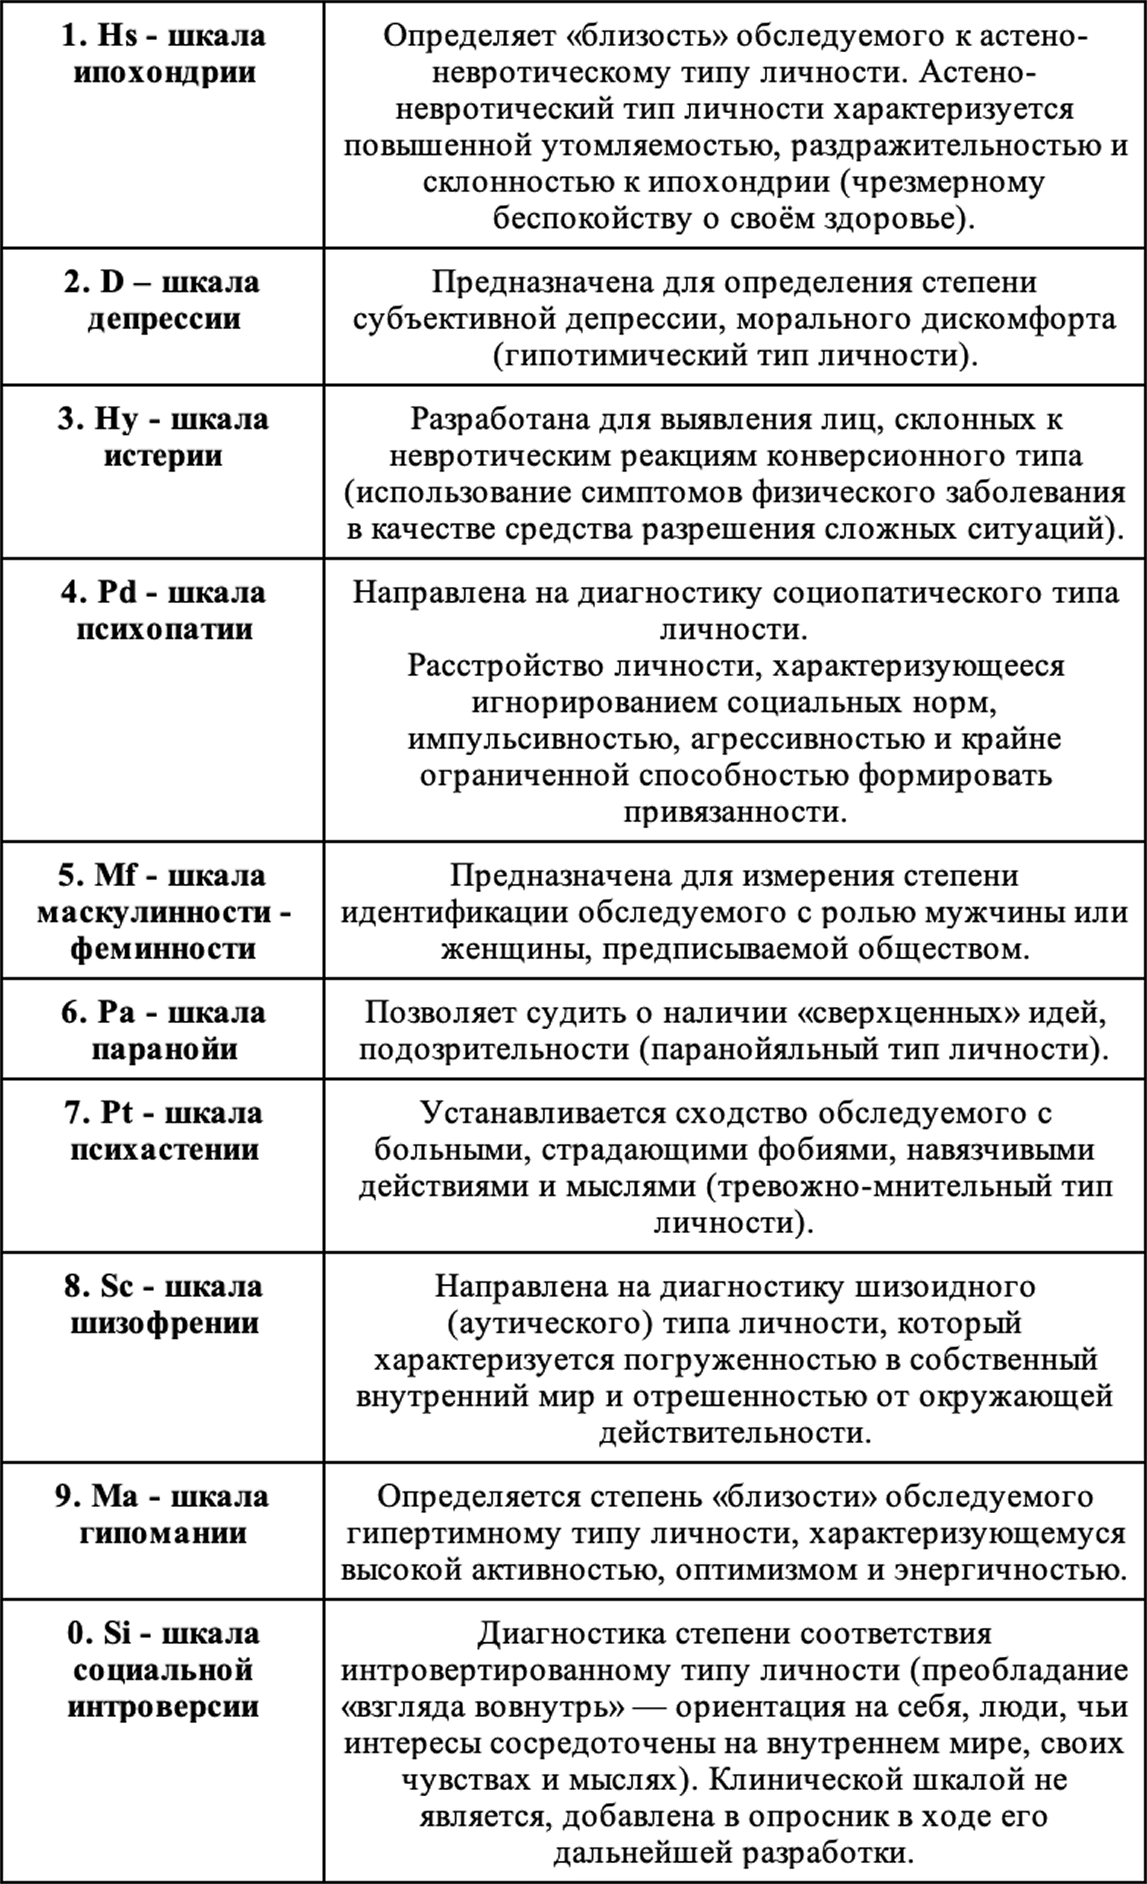 1. Hs - шкала
ипохондрии
Определяет «близость» обследуемого к астено-
невротическому типу личности. Астено-
невротический тип личности характеризуется
повышенной утомляемостью, раздражительностью и
склонностью к ипохондрии (чрезмерному
беспокойству о своём здоровье).
2. D – шкала
депрессии
Предназначена для определения степени
субъективной депрессии, морального дискомфорта
(гипотимический тип личности).
3. Hy - шкала
истерии
Разработана для выявления лиц, склонных к
невротическим реакциям конверсионного типа
(использование симптомов физического заболевания
в качестве средства разрешения сложных ситуаций).
4. Pd - шкала
психопатии
Направлена на диагностику социопатического типа
личности.
Расстройство личности, характеризующееся
игнорированием социальных норм,
импульсивностью, агрессивностью и крайне
ограниченной способностью формировать
привязанности.
5. Mf - шкала
маскулинности -
феминности
Предназначена для измерения степени
идентификации обследуемого с ролью мужчины или
женщины, предписываемой обществом.
6. Pa - шкала
паранойи
Позволяет судить о наличии «сверхценных» идей,
подозрительности (паранойяльный тип личности).
7. Pt - шкала
психастении
Устанавливается сходство обследуемого с
больными, страдающими фобиями, навязчивыми
действиями и мыслями (тревожно-мнительный тип
личности).
8. Sc - шкала
шизофрении
Направлена на диагностику шизоидного
(аутического) типа личности, который
характеризуется погруженностью в собственный
внутренний мир и отрешенностью от окружающей
действительности.
9. Ma - шкала
гипомании
Определяется степень «близости» обследуемого
гипертимному типу личности, характеризующемуся
высокой активностью, оптимизмом и энергичностью.
0. Si - шкала
социальной
интроверсии
Диагностика степени соответствия
интровертированному типу личности (преобладание
«взгляда вовнутрь» — ориентация на себя, люди, чьи
интересы сосредоточены на внутреннем мире, своих
чувствах и мыслях). Клинической шкалой не
является, добавлена в опросник в ходе его
дальнейшей разработки.